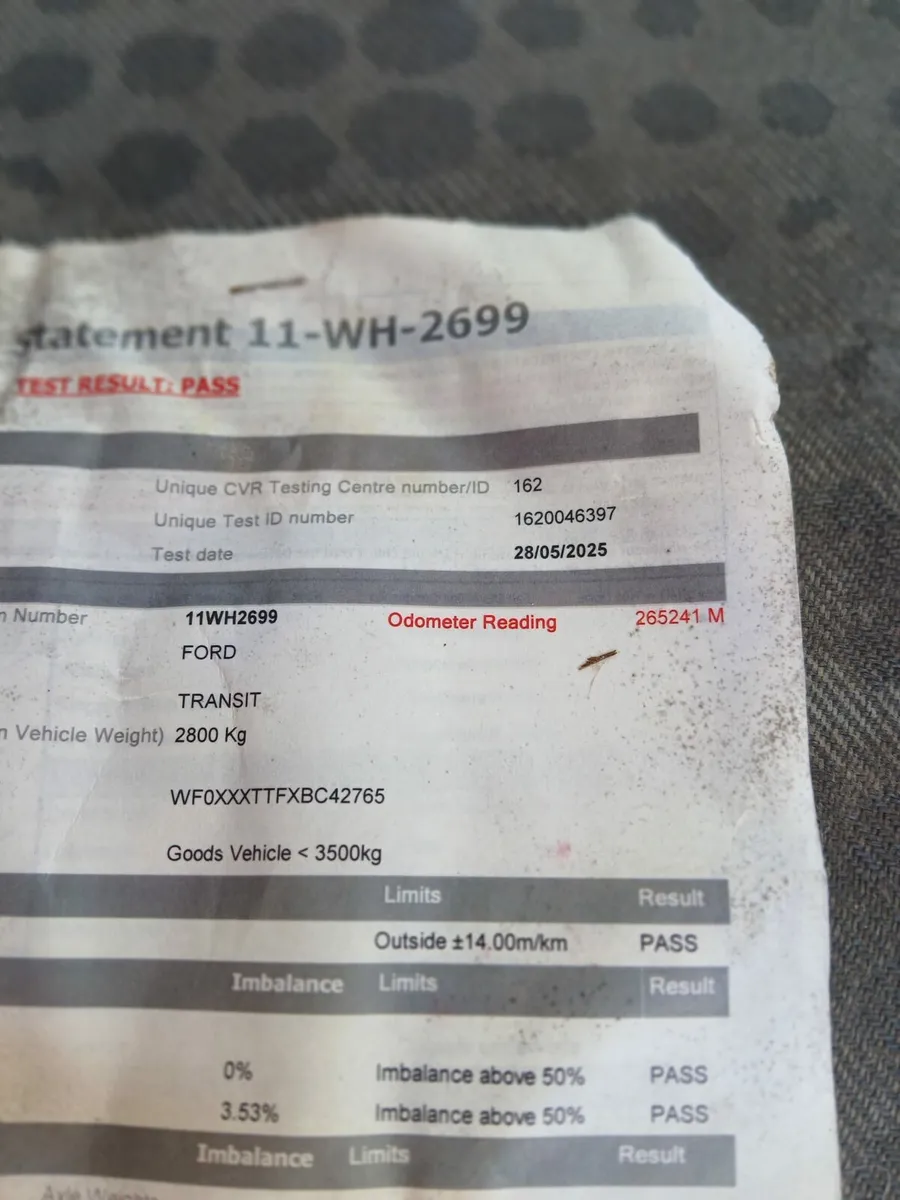 statement 11-WH-2699
TEST RESULT: PASS
Unique CVR Testing Centre number/ID 162
Unique Test ID number 1620046397
Test date 28/05/2025
n Number 11WH2699 Odometer Reading 265241 M
FORD
TRANSIT
n Vehicle Weight) 2800 Kg
WF0XXXTTFXBC42765
Goods Vehicle < 3500kg
Limits Result
Outside ±14.00m/km PASS
Imbalance Limits Result
0% Imbalance above 50% PASS
3.53% Imbalance above 50% PASS
Imbalance Limits Result
Axle Weights